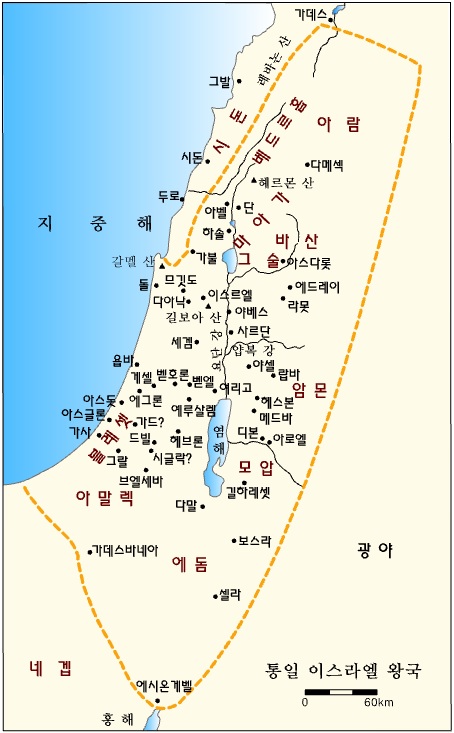 가데스
레바논 산
그발
시 돈
베드르홉
아 람
시돈
다메섹
헤르몬 산
두로
아벨
단
마 아 가
지 중 해
하솔
바 산
갈멜 산
가불
그 술
아스다롯
돌
므깃도
이스르엘
에드레이
다아낙
라못
길보아 산
야베스
세겜
사르단
요단 강
얍복 강
욥바
야셀
랍바
게셀
벧호론
벧엘
여리고
암 몬
아스돗
에그론
헤스본
아스글론
예루살렘
메드바
가드?
염
해
가사
블 레 셋
드빌
헤브론
디본
아로엘
그랄
시글락?
모 압
브엘세바
길하레셋
아 말 렉
다말
가데스바네아
보스라
광 야
에 돔
셀라
네 겝
통일 이스라엘 왕국
에시온게벨
0 60km
홍 해